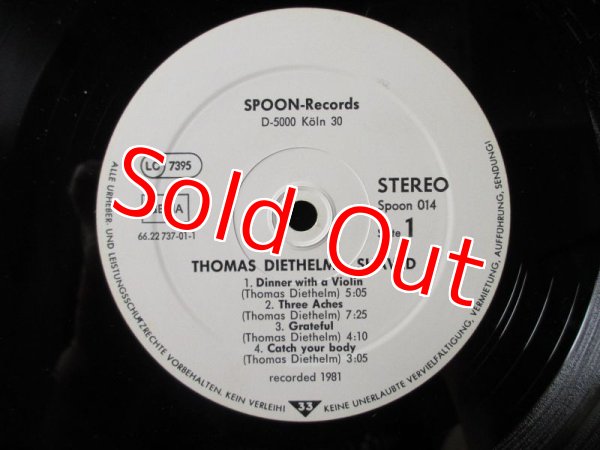 SPOON-Records
D-5000 Köln 30
LC 7395
STEREO
Spoon 014
1
66.22 737-01-1
Sold Out
THOMAS DIETHELM
1. Dinner with a Violin
(Thomas Diethelm) 5:05
2. Three Aches
(Thomas Diethelm) 7:25
3. Grateful
(Thomas Diethelm) 4:10
4. Catch your body
(Thomas Diethelm) 3:05
recorded 1981
33
ALLE URHEBER- UND LEISTUNGSSCHUTZRECHTE VORBEHALTEN. KEIN VERLEIH! KEINE UNERLAUBTE VERVIELFÄLTIGUNG, VERMIETUNG, AUFFÜHRUNG, SENDUNG!